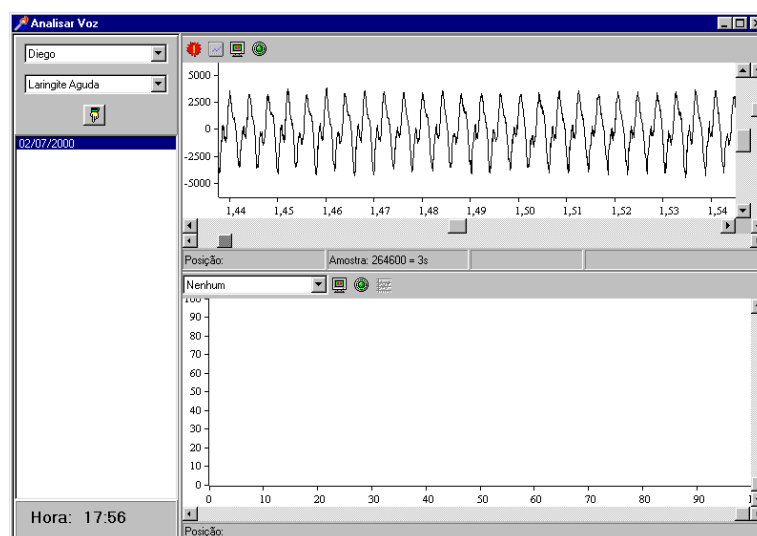 Analisar Voz
Diego
Laringite Aguda
02/07/2000
Hora: 17:56
5000
2500
0
-2500
-5000
1,44 1,45 1,46 1,47 1,48 1,49 1,50 1,51 1,52 1,53 1,54
Posição: Amostra: 264600 = 3s
Nenhum
100
90
80
70
60
50
40
30
20
10
0
0 10 20 30 40 50 60 70 80 90
Posição: